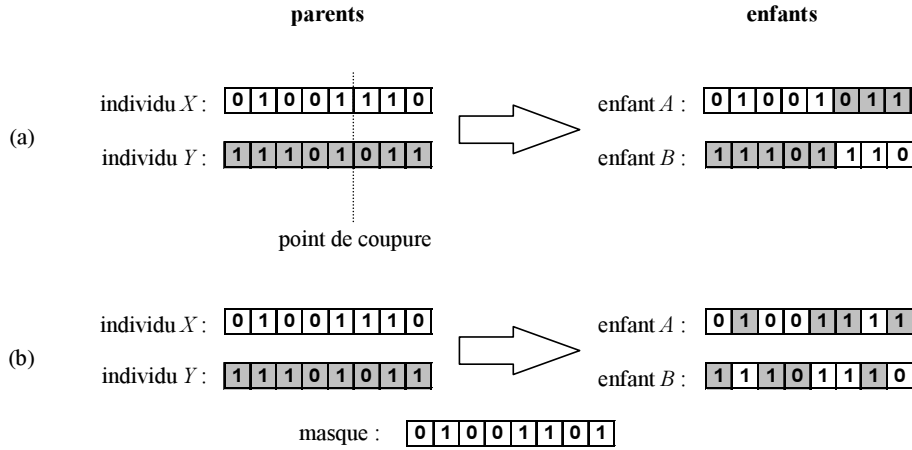 parents enfants
individu X : 0 1 0 0 1 1 1 0 enfant A : 0 1 0 0 1 0 1 1
(a)
individu Y : 1 1 1 0 1 0 1 1 enfant B : 1 1 1 0 1 1 1 0
point de coupure
individu X : 0 1 0 0 1 1 1 0 enfant A : 0 1 0 0 1 1 1 1
(b)
individu Y : 1 1 1 0 1 0 1 1 enfant B : 1 1 1 0 1 1 1 0
masque : 0 1 0 0 1 1 0 1